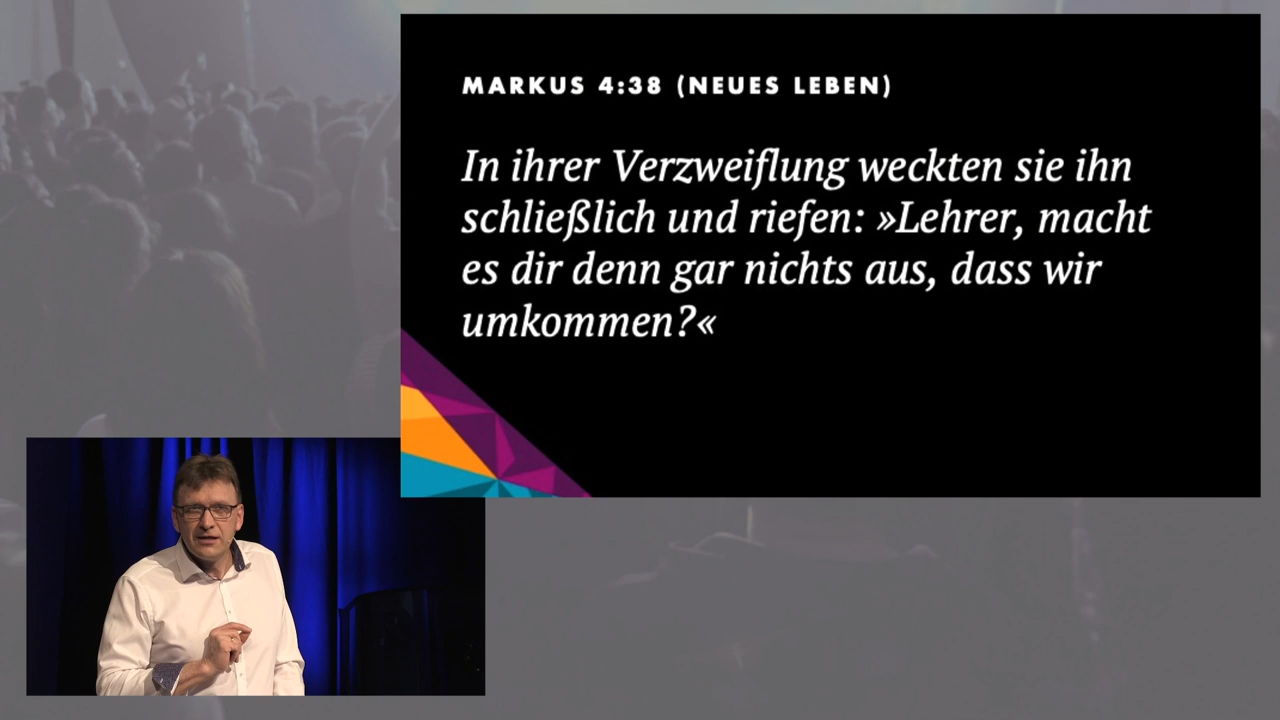 MARKUS 4:38 (NEUES LEBEN)
In ihrer Verzweiflung weckten sie ihn
schließlich und riefen: »Lehrer, macht
es dir denn gar nichts aus, dass wir
umkommen?«